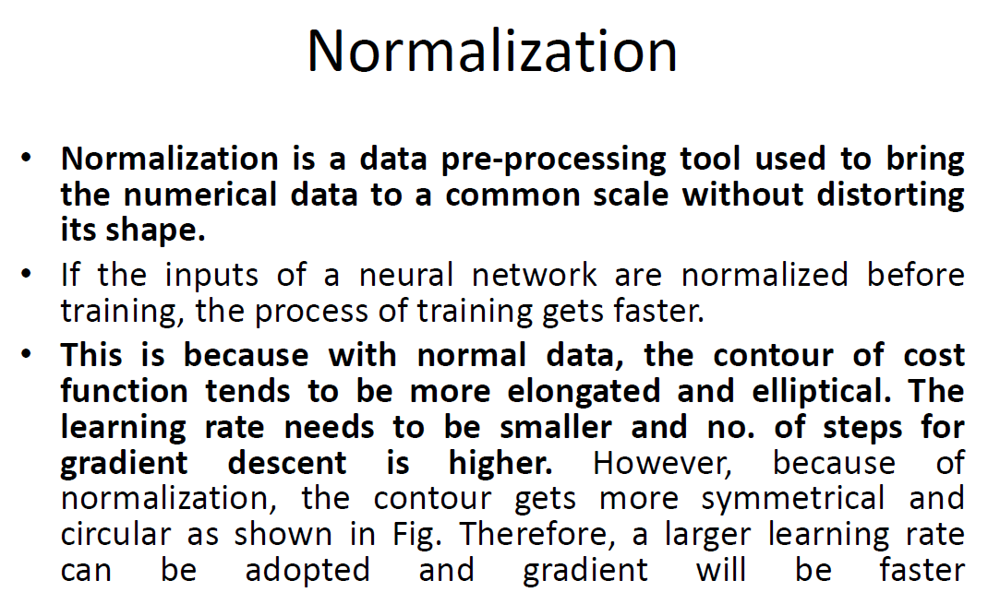 Normalization
• Normalization is a data pre-processing tool used to bring
the numerical data to a common scale without distorting
its shape.
• If the inputs of a neural network are normalized before
training, the process of training gets faster.
• This is because with normal data, the contour of cost
function tends to be more elongated and elliptical. The
learning rate needs to be smaller and no. of steps for
gradient descent is higher. However, because of
normalization, the contour gets more symmetrical and
circular as shown in Fig. Therefore, a larger learning rate
can be adopted and gradient will be faster